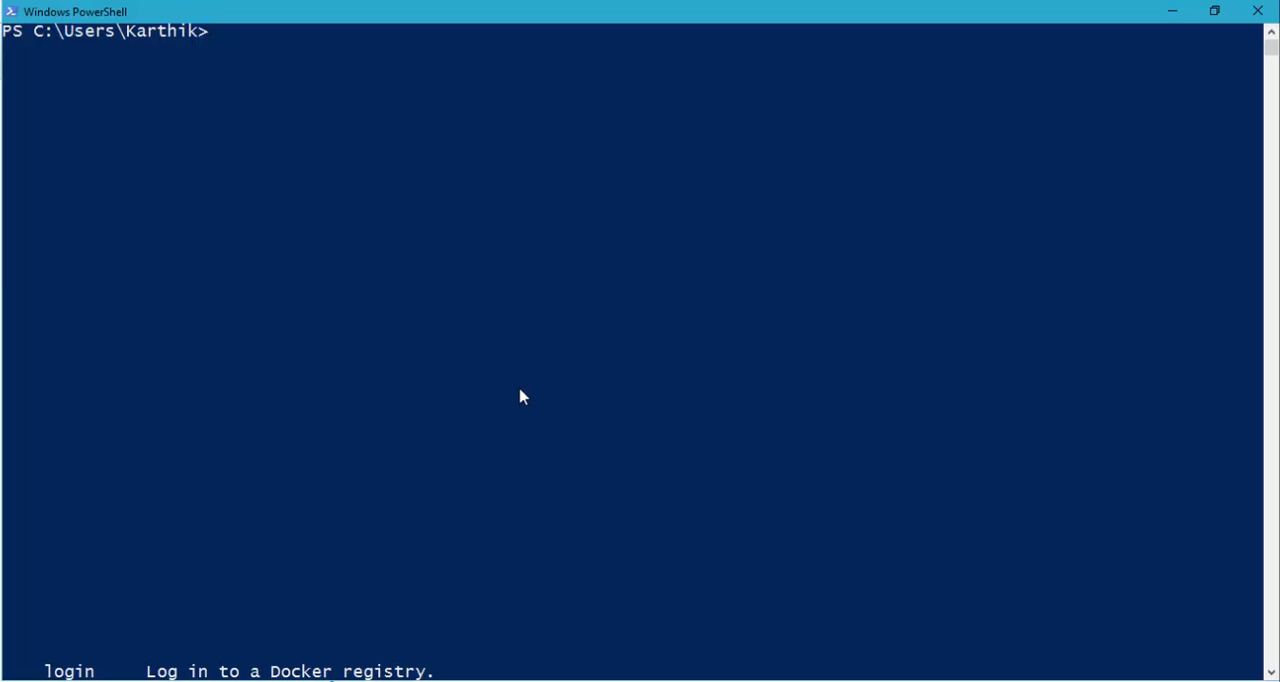 Windows PowerShell
PS C:\Users\Karthik>
login     Log in to a Docker registry.